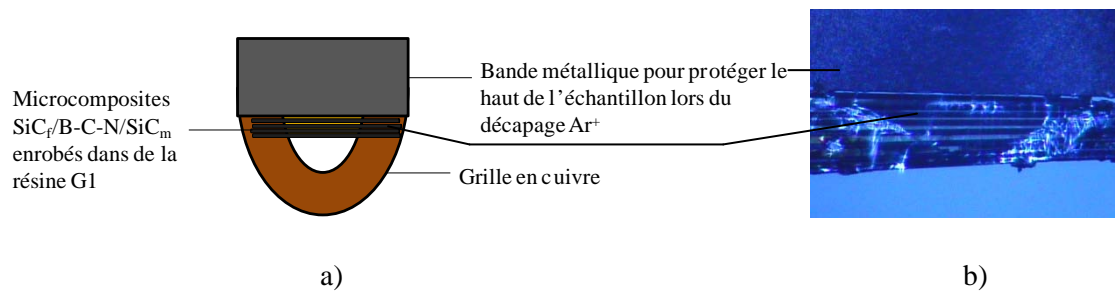 Microcomposites
SiCf/B-C-N/SiCm
enrobés dans de la
résine G1
Bande métallique pour protéger le
haut de l'échantillon lors du
décapage Ar+
Grille en cuivre
a)
b)